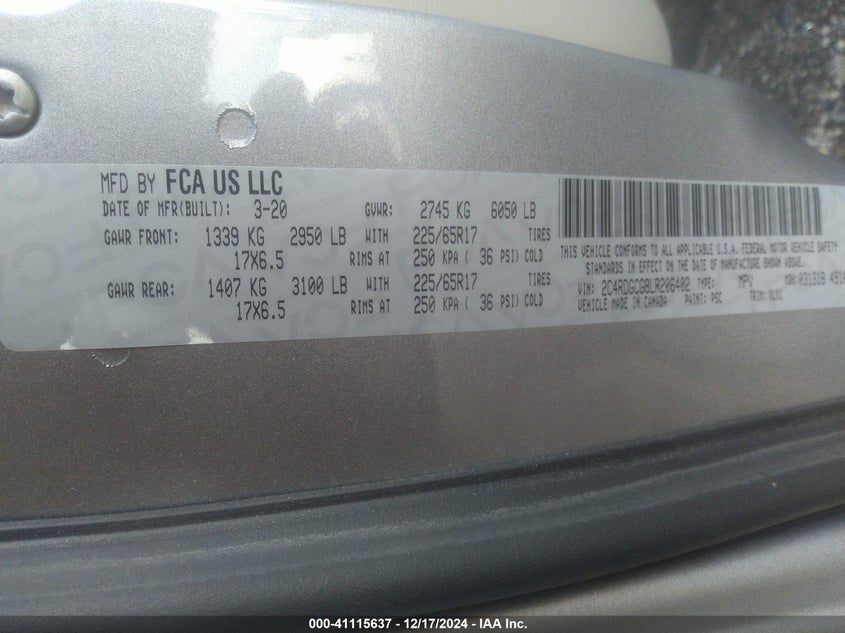 MFD BY FCA US LLC
DATE OF MFR(BUILT): 3-20 GVWR: 2745 KG 6050 LB
GAWR FRONT: 1339 KG 2950 LB WITH 225/65R17 TIRES
17X6.5 RIMS AT 250 KPA ( 36 PSI) COLD
GAWR REAR: 1407 KG 3100 LB WITH 225/65R17 TIRES
17X6.5 RIMS AT 250 KPA ( 36 PSI) COLD
THIS VEHICLE CONFORMS TO ALL APPLICABLE U.S.A. FEDERAL MOTOR VEHICLE SAFETY
STANDARDS IN EFFECT ON THE DATE OF MANUFACTURE SHOWN ABOVE.
VIN: 2C4RDGCG8LR206402 TYPE: MPV MDH: 031918 491
MADE IN CANADA PAINT: PSC TRIM:
000-41115637 - 12/17/2024 - IAA Inc.